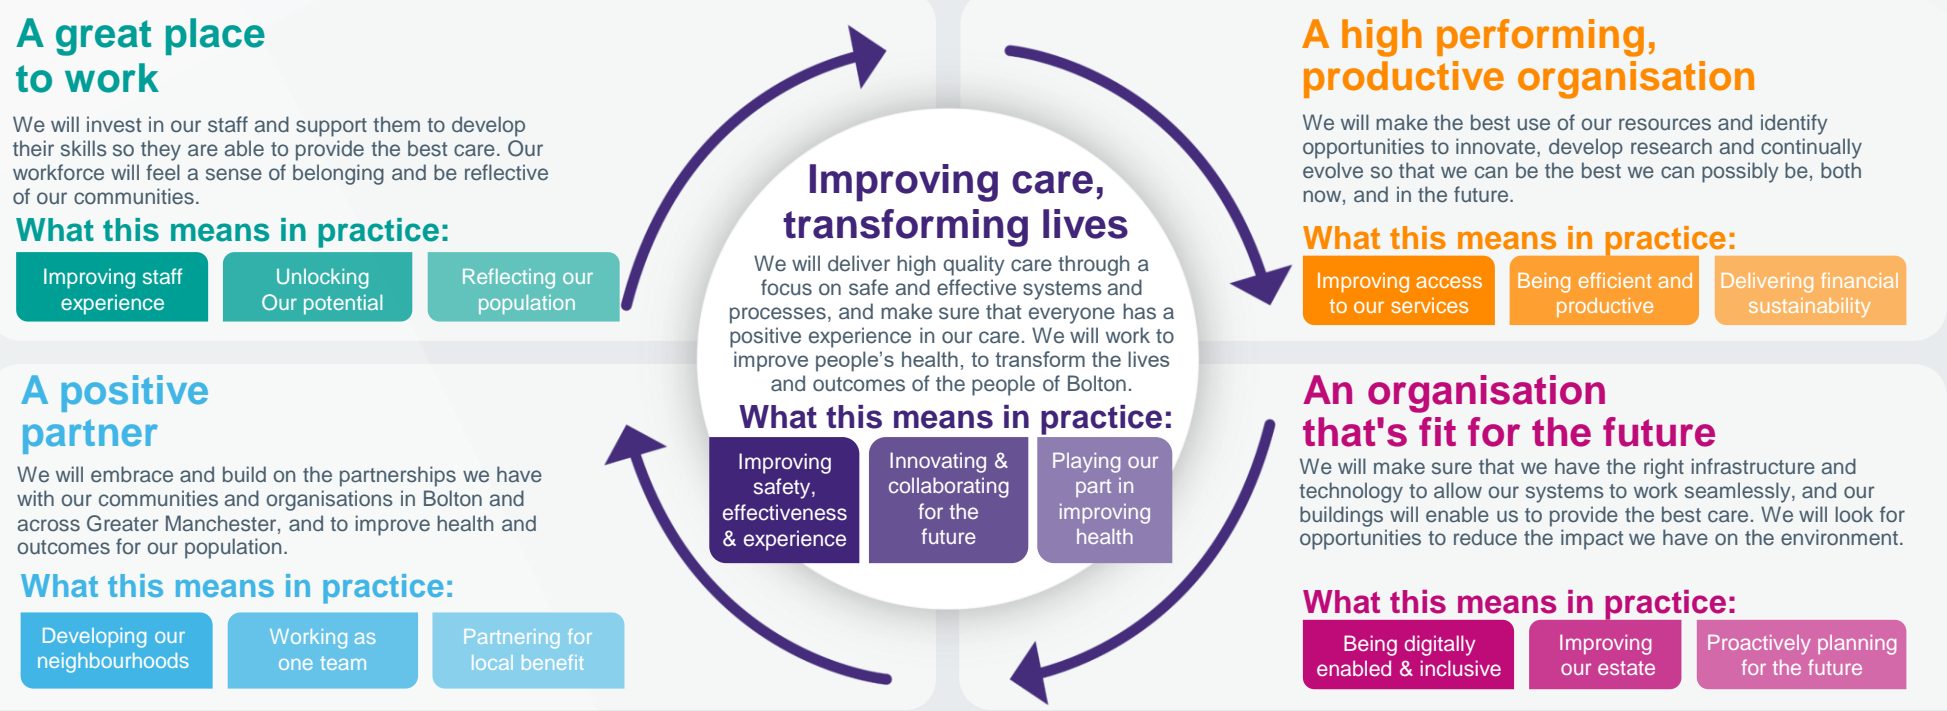 A great place
to work
We will invest in our staff and support them to develop
their skills so they are able to provide the best care. Our
workforce will feel a sense of belonging and be reflective
of our communities.
What this means in practice:
Improving staff
experience
Unlocking
Our potential
Reflecting our
population
A high performing,
productive organisation
We will make the best use of our resources and identify
opportunities to innovate, develop research and continually
evolve so that we can be the best we can possibly be, both
now, and in the future.
What this means in practice:
Improving access
to our services
Being efficient and
productive
Delivering financial
sustainability
Improving care,
transforming lives
We will deliver high quality care through a
focus on safe and effective systems and
processes, and make sure that everyone has a
positive experience in our care. We will work to
improve people's health, to transform the lives
and outcomes of the people of Bolton.
What this means in practice:
Improving
safety,
effectiveness
& experience
Innovating &
collaborating
for the
future
Playing our
part in
improving
health
A positive
partner
We will embrace and build on the partnerships we have
with our communities and organisations in Bolton and
across Greater Manchester, and to improve health and
outcomes for our population.
What this means in practice:
Developing our
neighbourhoods
Working as
one team
Partnering for
local benefit
An organisation
that's fit for the future
We will make sure that we have the right infrastructure and
technology to allow our systems to work seamlessly, and our
buildings will enable us to provide the best care. We will look for
opportunities to reduce the impact we have on the environment.
What this means in practice:
Being digitally
enabled & inclusive
Improving
our estate
Proactively planning
for the future